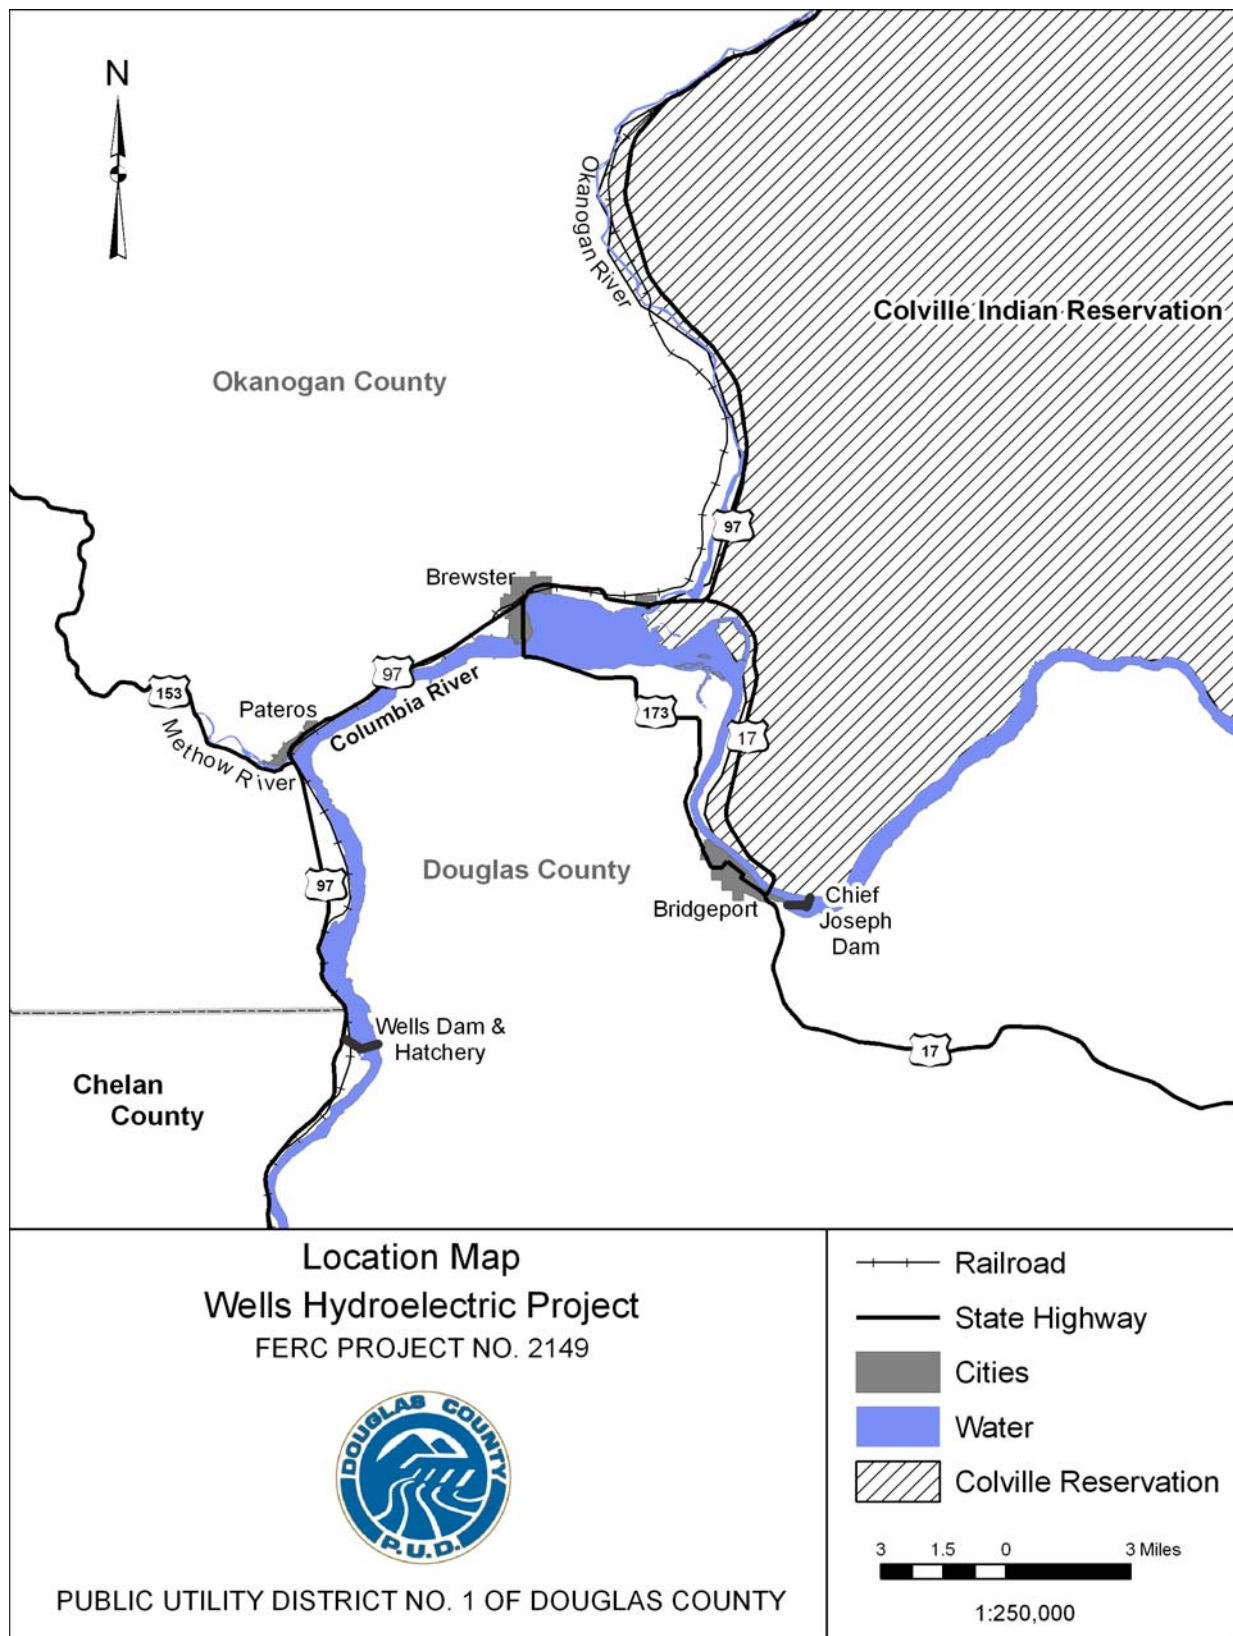 N
Okanogan River
Colville Indian Reservation
Okanogan County
97
Brewster
97
153
Pateros
Columbia River
173
17
Methow River
Douglas County
97
Bridgeport
Chief
Joseph
Dam
Wells Dam &
Hatchery
17
Chelan
County
Location Map
Wells Hydroelectric Project
FERC PROJECT NO. 2149
DOUGLAS COUNTY
P.U.D.
PUBLIC UTILITY DISTRICT NO. 1 OF DOUGLAS COUNTY
Railroad
State Highway
Cities
Water
Colville Reservation
3 1.5 0 3 Miles
1:250,000